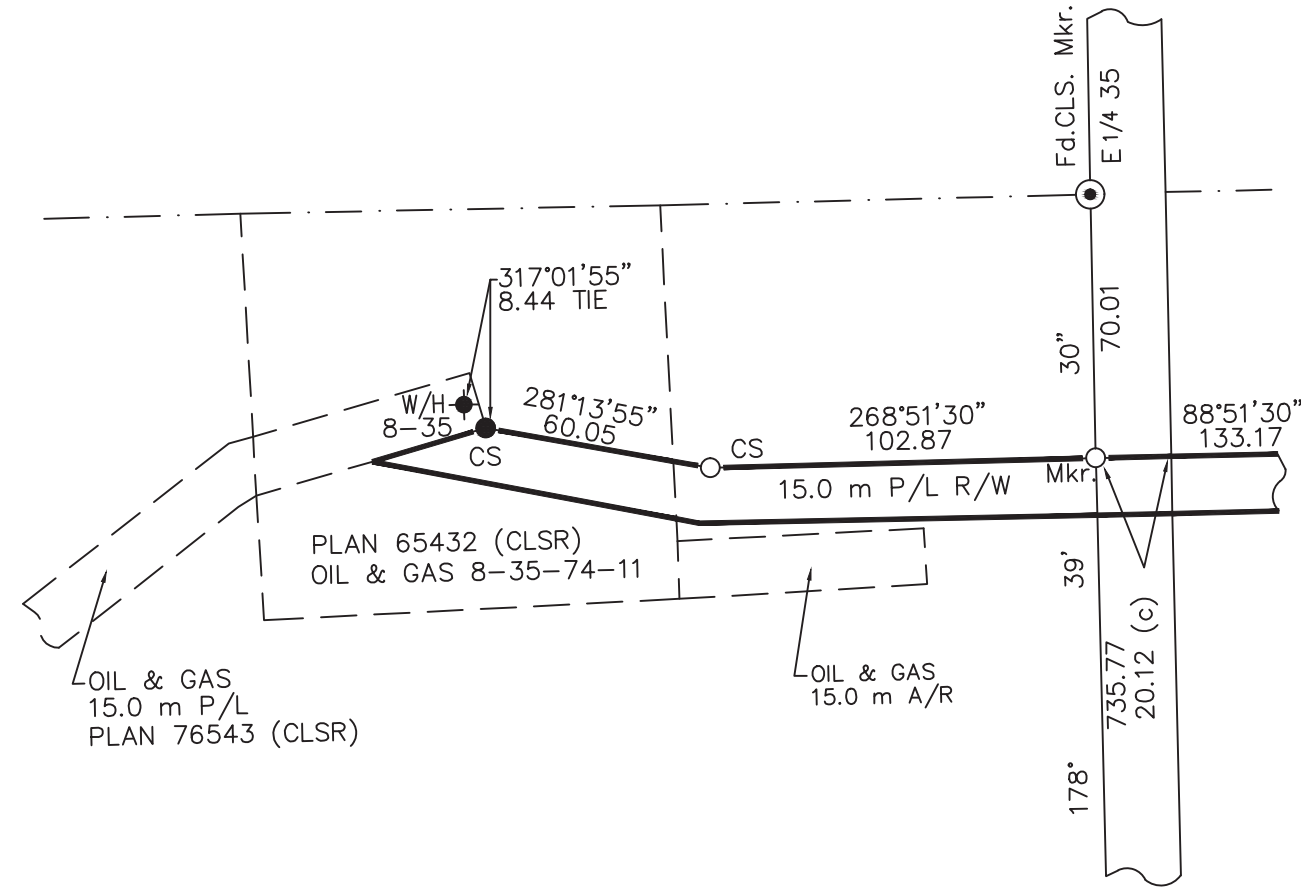 Fd.CLS. Mkr.
E 1/4 35
317°01'55"
8.44 TIE
30"
70.01
W/H
8-35
CS
281°13'55"
60.05
CS
268°51'30"
102.87
88°51'30"
133.17
Mkr.
15.0 m P/L R/W
PLAN 65432 (CLSR)
OIL & GAS 8-35-74-11
39'
735.77
20.12 (c)
178°
OIL & GAS
15.0 m P/L
PLAN 76543 (CLSR)
OIL & GAS
15.0 m A/R